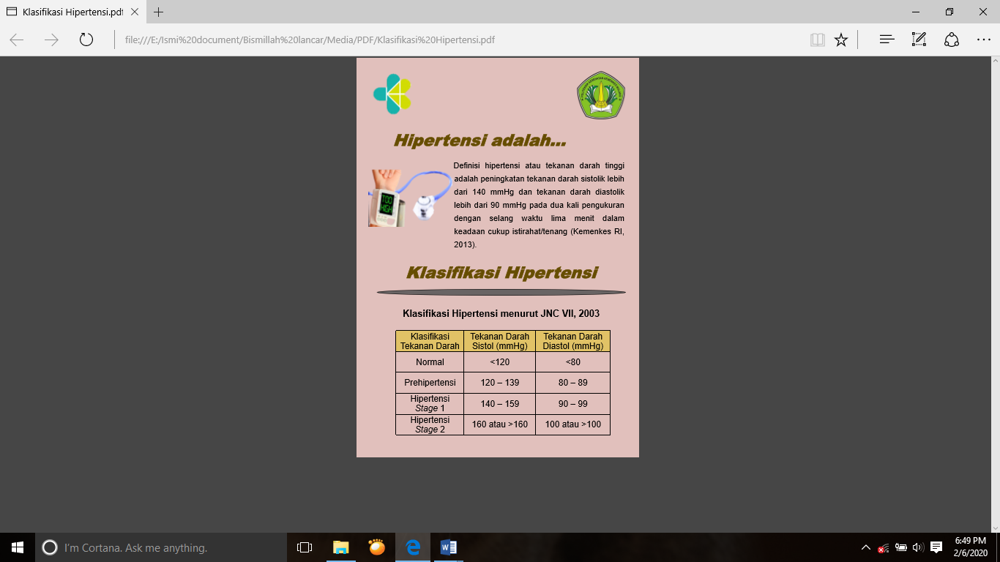 Klasifikasi Hipertensi.pdf
file:///E:/Ismi%20document/Bismillah%20lancar/Media/PDF/Klasifikasi%20Hipertensi.pdf
Hipertensi adalah...
TOO
HIGH
Definisi hipertensi atau tekanan darah tinggi
adalah peningkatan tekanan darah sistolik lebih
dari 140 mmHg dan tekanan darah diastolik
lebih dari 90 mmHg pada dua kali pengukuran
dengan selang waktu lima menit dalam
keadaan cukup istirahat/tenang (Kemenkes RI,
2013).
Klasifikasi Hipertensi
Klasifikasi Hipertensi menurut JNC VII, 2003
Klasifikasi Tekanan Darah Tekanan Darah
Tekanan Darah Sistol (mmHg) Diastol (mmHg)
Normal <120 <80
Prehipertensi 120 – 139 80 – 89
Hipertensi
Stage 1 140 – 159 90 – 99
Hipertensi
Stage 2 160 atau >160 100 atau >100
I'm Cortana. Ask me anything.
6:49 PM
2/6/2020